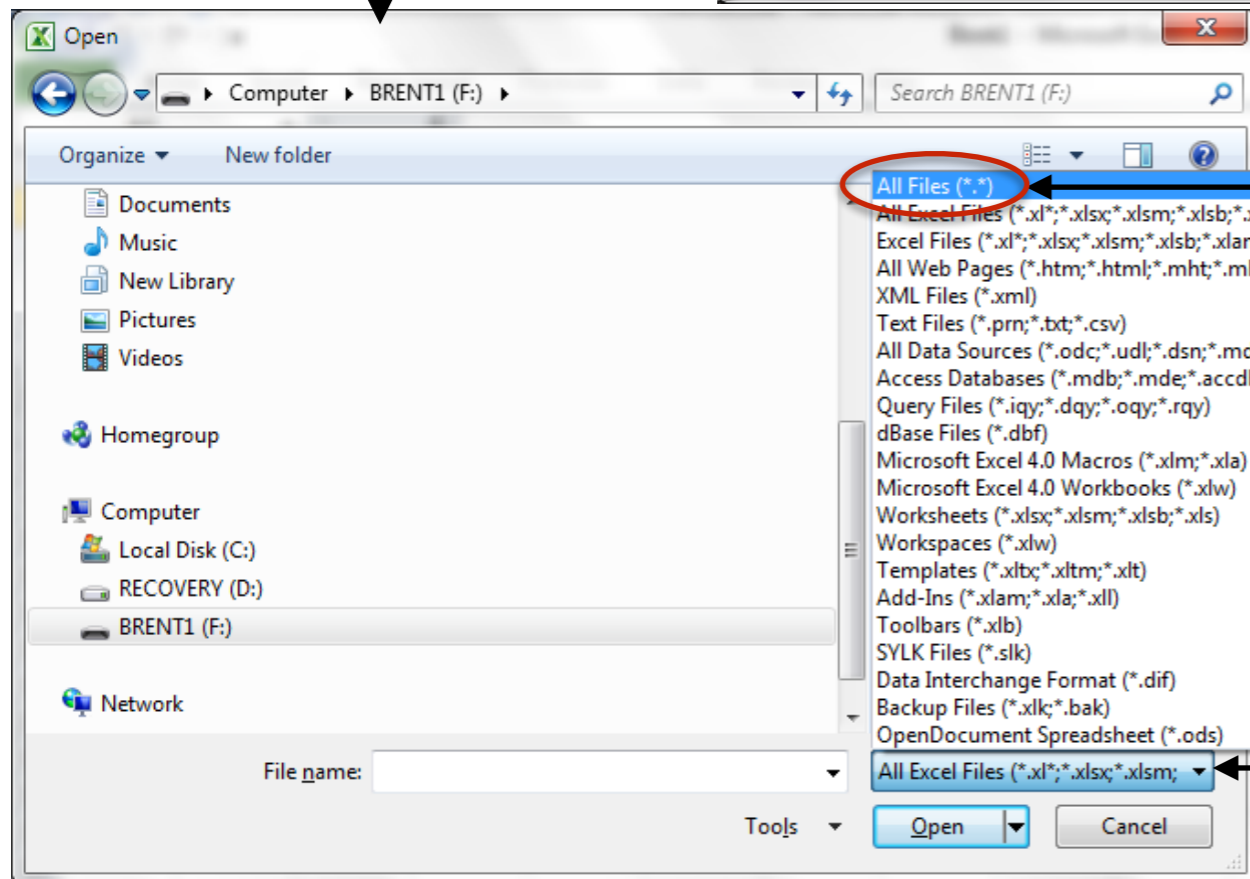 Open
Computer BRENT1 (F:)
Search BRENT1 (F:)
Organize New folder
Documents
Music
New Library
Pictures
Videos
Homegroup
Computer
Local Disk (C:)
RECOVERY (D:)
BRENT1 (F:)
Network
All Files (*.*)
All Excel Files (*.xl*;*.xlsx;*.xlsm;*.xlsb;*.
Excel Files (*.xl*;*.xlsx;*.xlsm;*.xlsb;*.xlam
All Web Pages (*.htm;*.html;*.mht;*.m
XML Files (*.xml)
Text Files (*.prn;*.txt;*.csv)
All Data Sources (*.odc;*.udl;*.dsn;*.md
Access Databases (*.mdb;*.mde;*.accd
Query Files (*.iqy;*.dqy;*.oqy;*.rqy)
dBase Files (*.dbf)
Microsoft Excel 4.0 Macros (*.xlm;*.xla)
Microsoft Excel 4.0 Workbooks (*.xlw)
Worksheets (*.xlsx;*.xlsm;*.xlsb;*.xls)
Workspaces (*.xlw)
Templates (*.xltx;*.xltm;*.xlt)
Add-Ins (*.xlam;*.xla;*.xll)
Toolbars (*.xlb)
SYLK Files (*.slk)
Data Interchange Format (*.dif)
Backup Files (*.xlk;*.bak)
OpenDocument Spreadsheet (*.ods)
File name: All Excel Files (*.xl*;*.xlsx;*.xlsm;
Tools Open Cancel